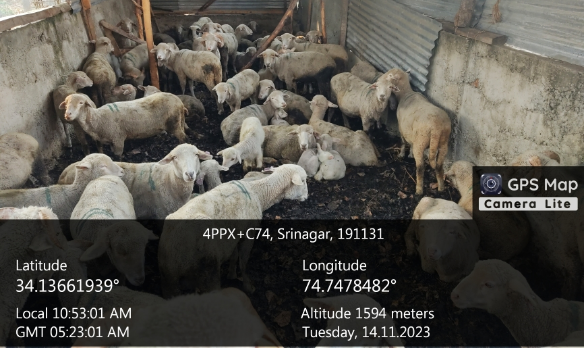 GPS Map
Camera Lite
4PPX+C74, Srinagar, 191131
Latitude
34.13661939°
Longitude
74.7478482°
Local 10:53:01 AM
GMT 05:23:01 AM
Altitude 1594 meters
Tuesday, 14.11.2023